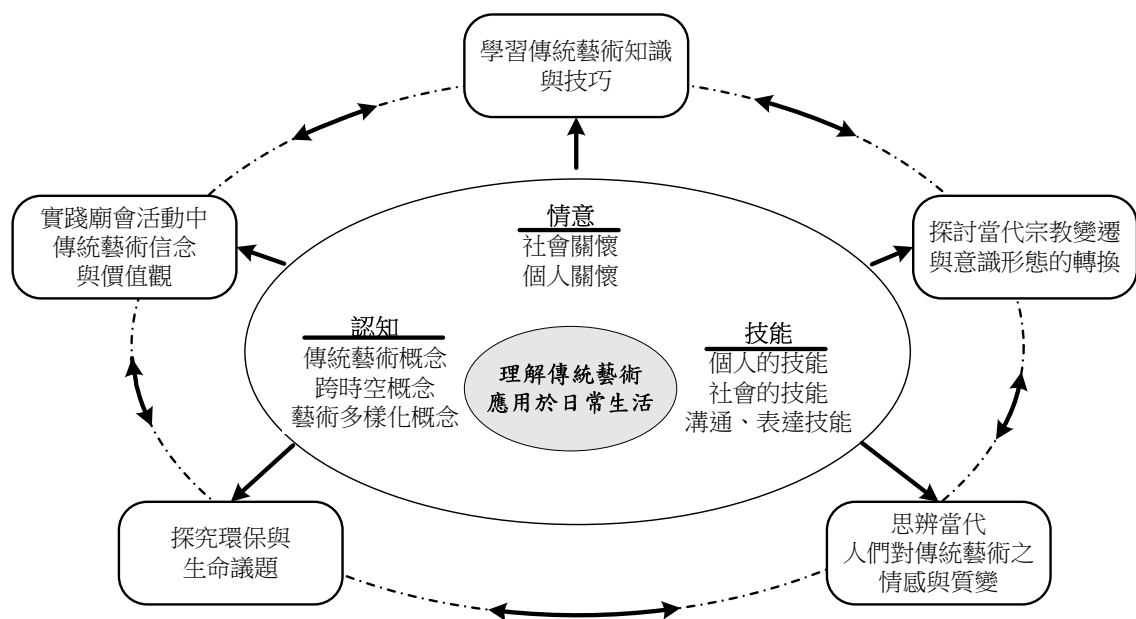 學習傳統藝術知識
與技巧
實踐廟會活動中
傳統藝術信念
與價值觀
情意
社會關懷
個人關懷
探討當代宗教變遷
與意識形態的轉換
認知
傳統藝術概念
跨時空概念
藝術多樣化概念
理解傳統藝術
應用於日常生活
技能
個人的技能
社會的技能
溝通、表達技能
探究環保與
生命議題
思辨當代
人們對傳統藝術之
情感與質變